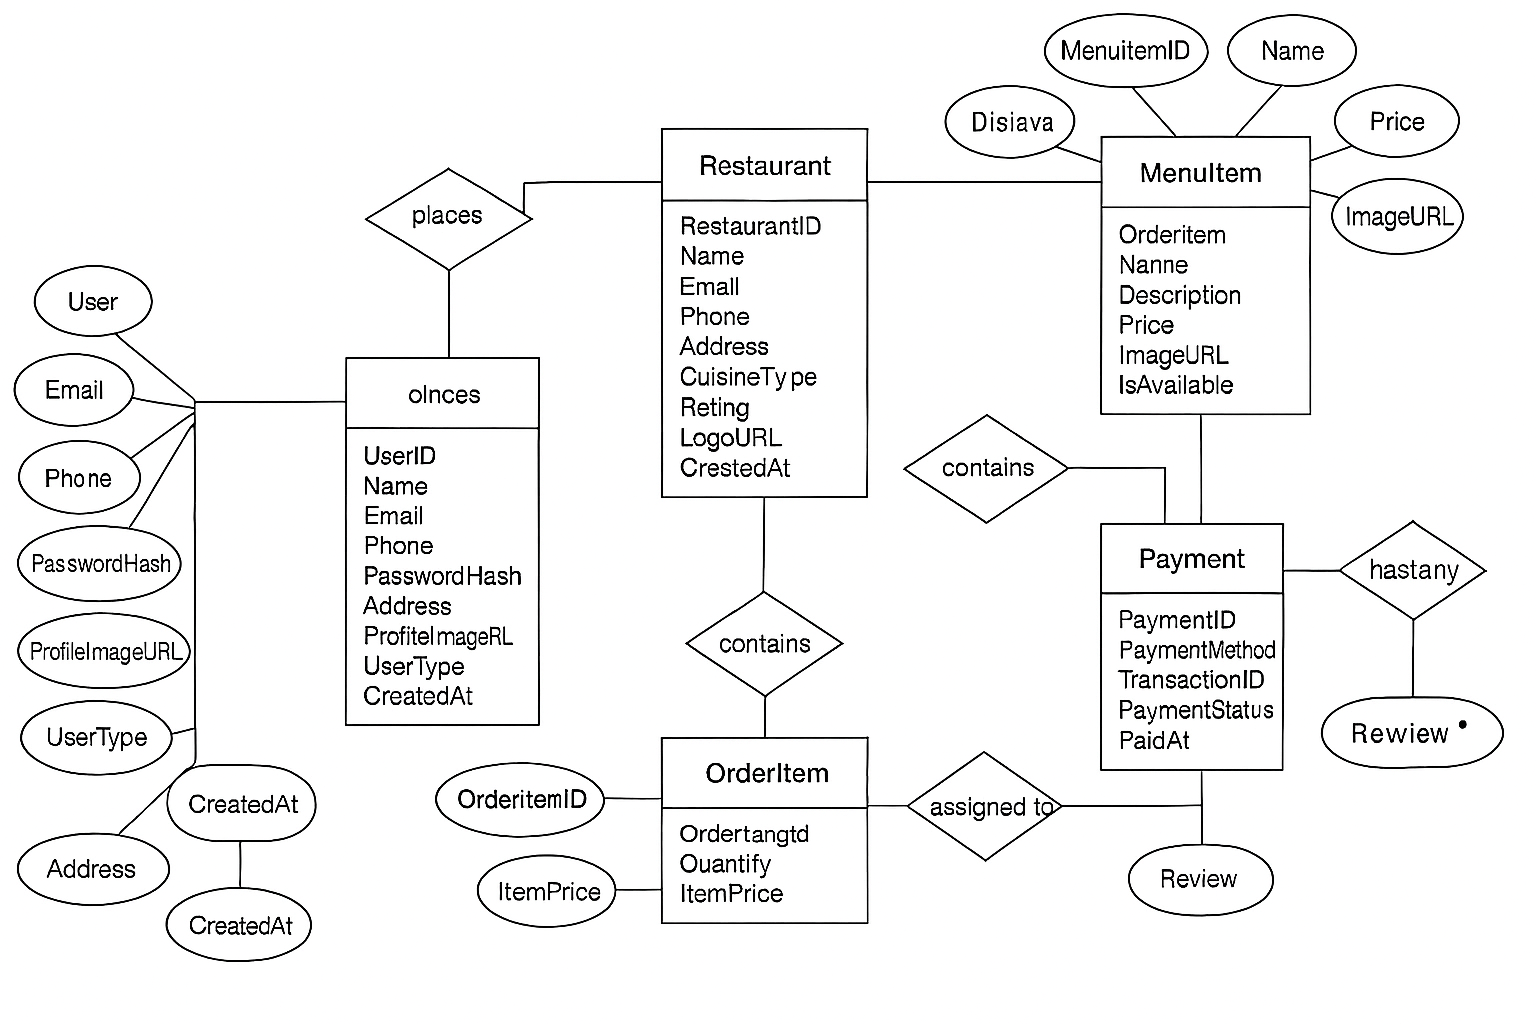 MenuitemID
Name
Disiava
Price
ImageURL
Restaurant
RestaurantID
Name
Emall
Phone
Address
CuisineType
Reting
LogoURL
CrestedAt
MenuItem
Orderitem
Nanne
Description
Price
ImageURL
IsAvailable
places
User
Email
Phone
PasswordHash
ProfileImageURL
UserType
CreatedAt
Address
CreatedAt
oInces
UserID
Name
Email
Phone
PasswordHash
Address
ProfiteImageRL
UserType
CreatedAt
contains
contains
Payment
PaymentID
PaymentMethod
TransactionID
PaymentStatus
PaidAt
hastany
Rewiew •
OrderItem
Ordertangtd
Ouantify
ItemPrice
OrderitemID
ItemPrice
assigned to
Review